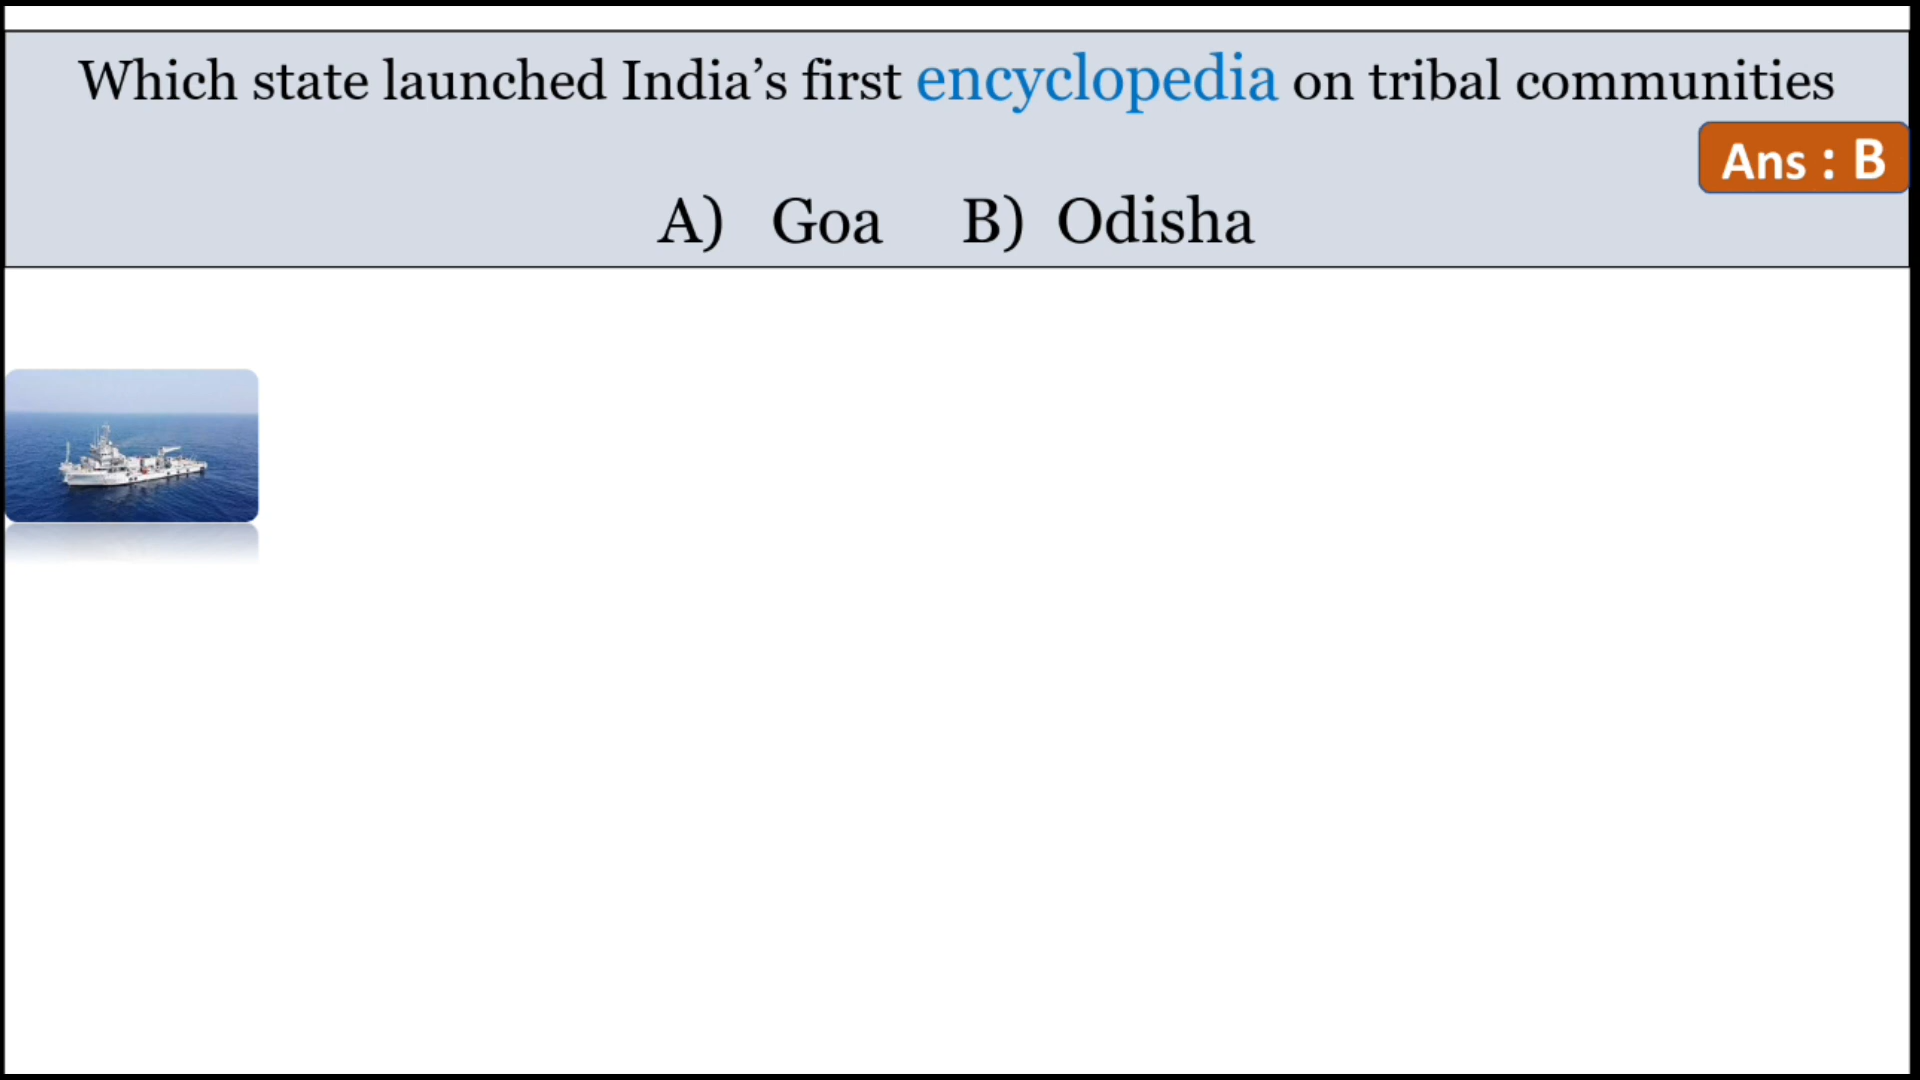 Which state launched India’s first encyclopedia on tribal communities
Ans : B
A) Goa B) Odisha